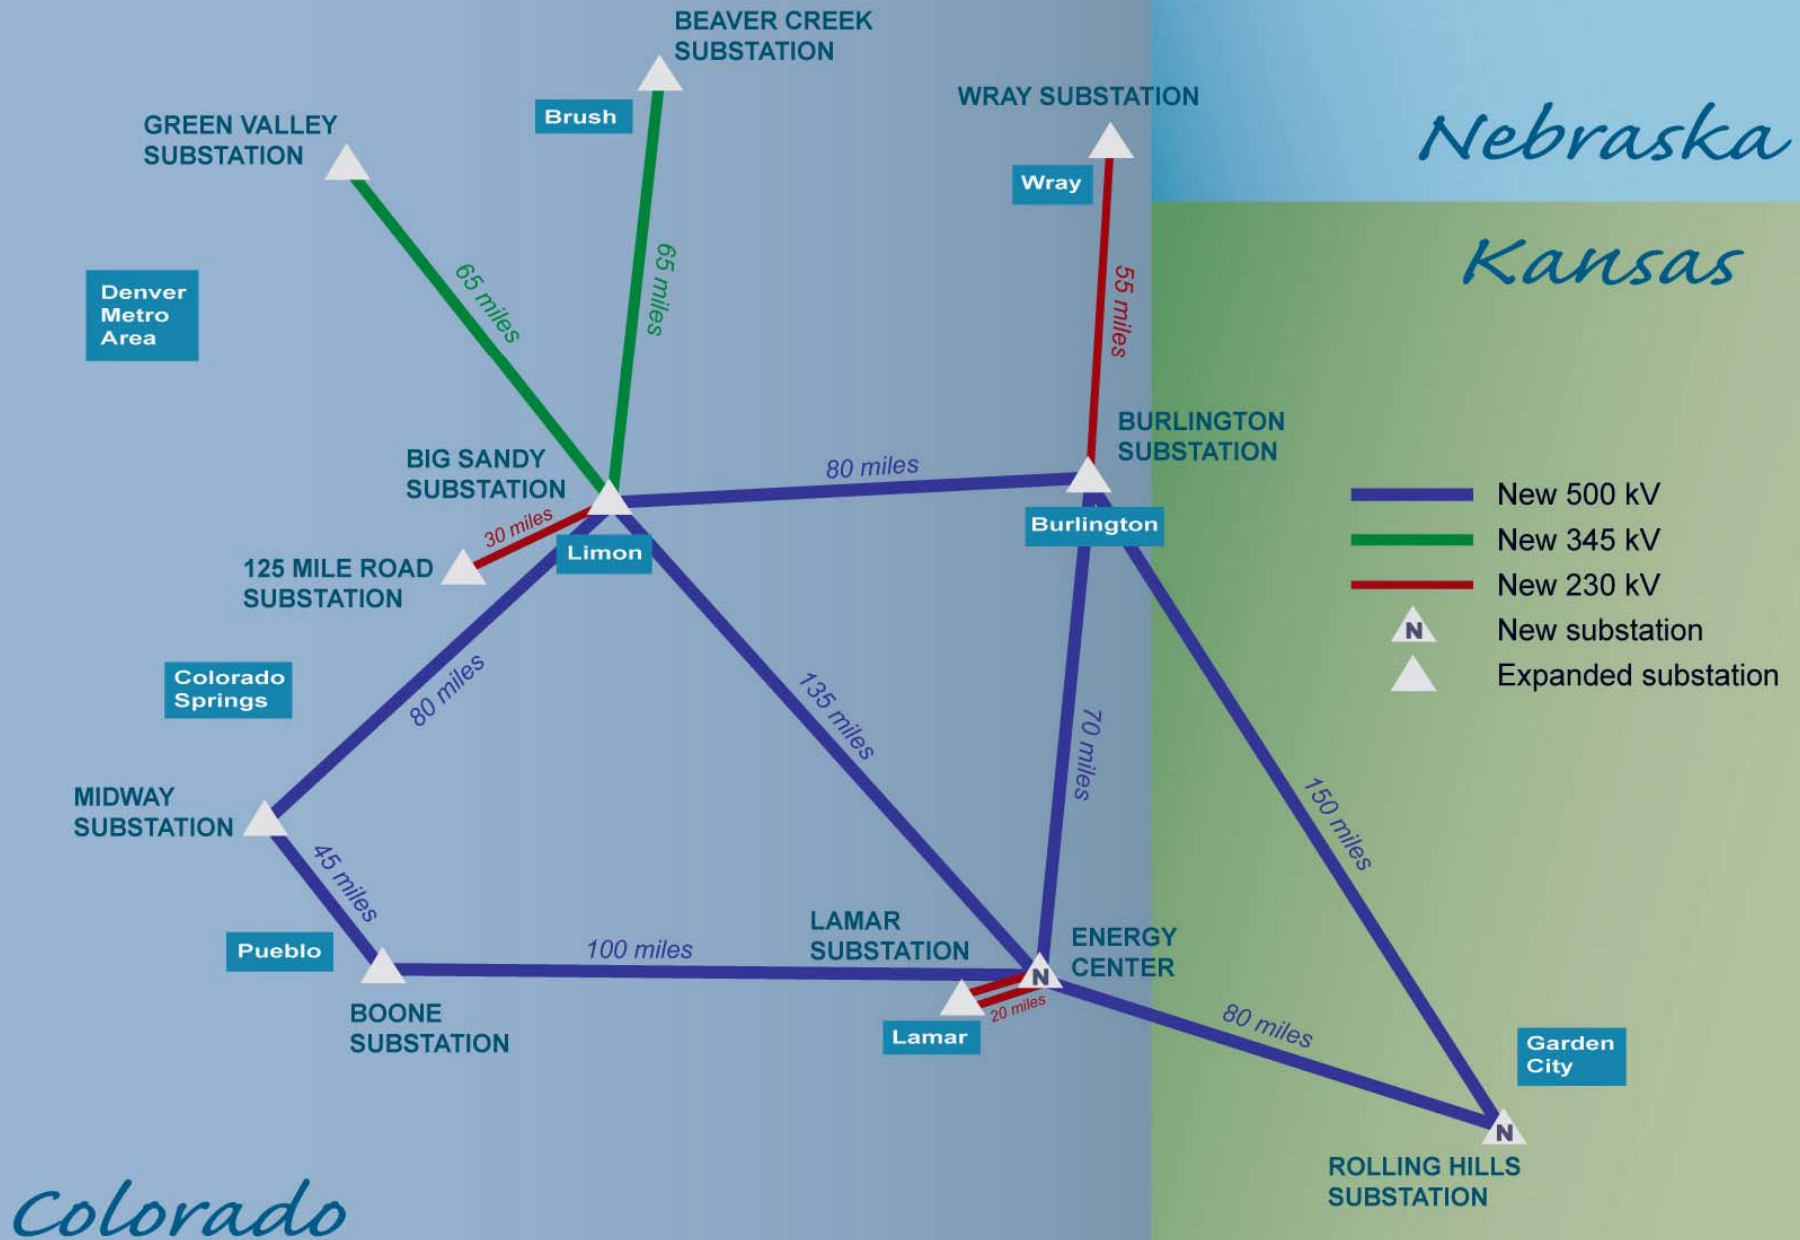 BEAVER CREEK
SUBSTATION
Brush
WRAY SUBSTATION
Wray
GREEN VALLEY
SUBSTATION
Nebraska
Kansas
Denver
Metro
Area
65 miles
65 miles
55 miles
BURLINGTON
SUBSTATION
Burlington
BIG SANDY
SUBSTATION
80 miles
30 miles
Limon
125 MILE ROAD
SUBSTATION
New 500 kV
New 345 kV
New 230 kV
N
New substation
Expanded substation
Colorado
Springs
80 miles
135 miles
70 miles
150 miles
MIDWAY
SUBSTATION
45 miles
Pueblo
BOONE
SUBSTATION
100 miles
LAMAR
SUBSTATION
N
ENERGY
CENTER
20 miles
Lamar
80 miles
Garden
City
N
ROLLING HILLS
SUBSTATION
Colorado